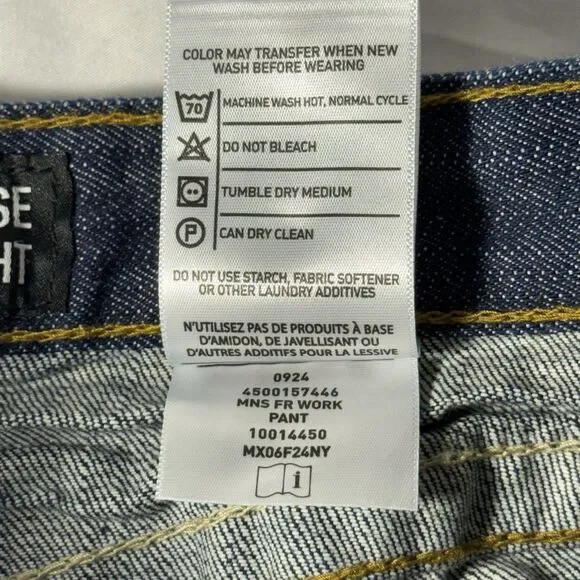 COLOR MAY TRANSFER WHEN NEW
WASH BEFORE WEARING
70 MACHINE WASH HOT, NORMAL CYCLE
DO NOT BLEACH
TUMBLE DRY MEDIUM
P CAN DRY CLEAN
DO NOT USE STARCH, FABRIC SOFTENER
OR OTHER LAUNDRY ADDITIVES
N'UTILISEZ PAS DE PRODUITS À BASE
D'AMIDON, DE JAVELLISANT OU
D'AUTRES ADDITIFS POUR LA LESSIVE
0924
4500157446
MNS FR WORK
PANT
10014450
MX06F24NY
i
SE
HT